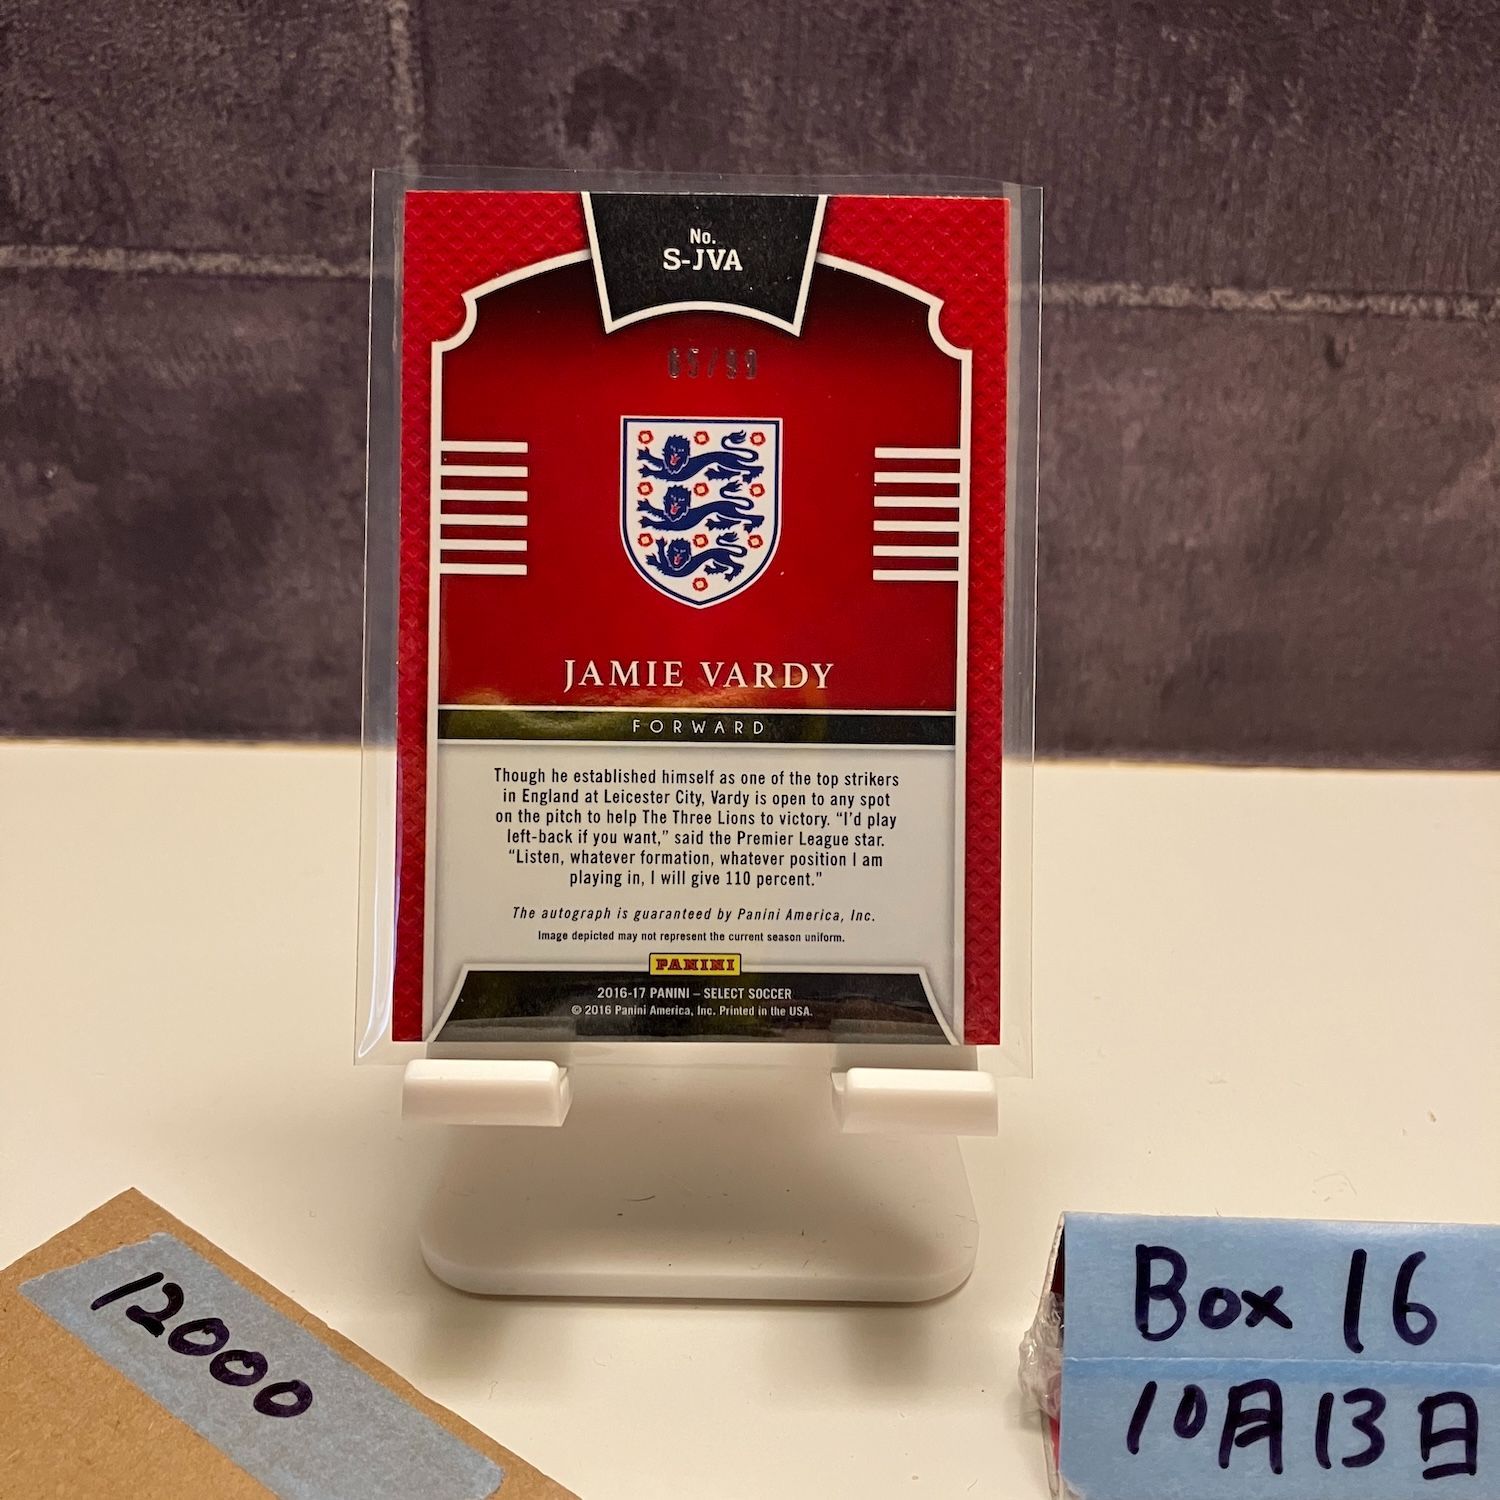 No.
S-JVA
65/99
JAMIE VARDY
FORWARD
Though he established himself as one of the top strikers
in England at Leicester City, Vardy is open to any spot
on the pitch to help The Three Lions to victory. “I’d play
left-back if you want,” said the Premier League star.
“Listen, whatever formation, whatever position I am
playing in, I will give 110 percent.”
The autograph is guaranteed by Panini America, Inc.
Image depicted may not represent the current season uniform.
PANINI
2016-17 PANINI – SELECT SOCCER
© 2016 Panini America, Inc. Printed in the USA.
12000
Box 16
10月13日